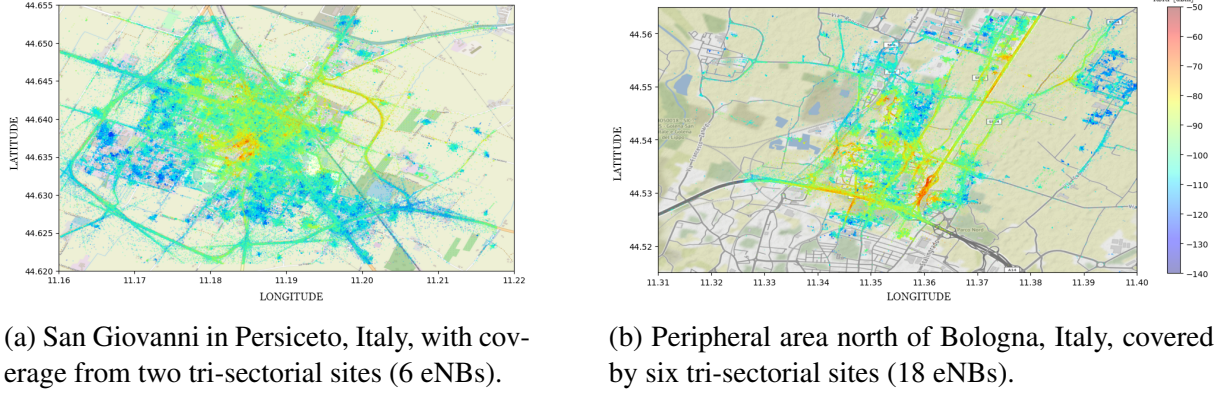 44.655
44.650
44.645
44.640
44.635
44.630
44.625
44.620
LATITUDE
11.16 11.17 11.18 11.19 11.20 11.21 11.22
LONGITUDE
44.56
44.55
44.54
44.53
44.52
LATITUDE
11.31 11.32 11.33 11.34 11.35 11.36 11.37 11.38 11.39 11.40
LONGITUDE
Parco Nord
A14
−50
−60
−70
−80
−90
−100
−110
−120
−130
−140
(a) San Giovanni in Persiceto, Italy, with cov-
erage from two tri-sectorial sites (6 eNBs).
(b) Peripheral area north of Bologna, Italy, covered
by six tri-sectorial sites (18 eNBs).